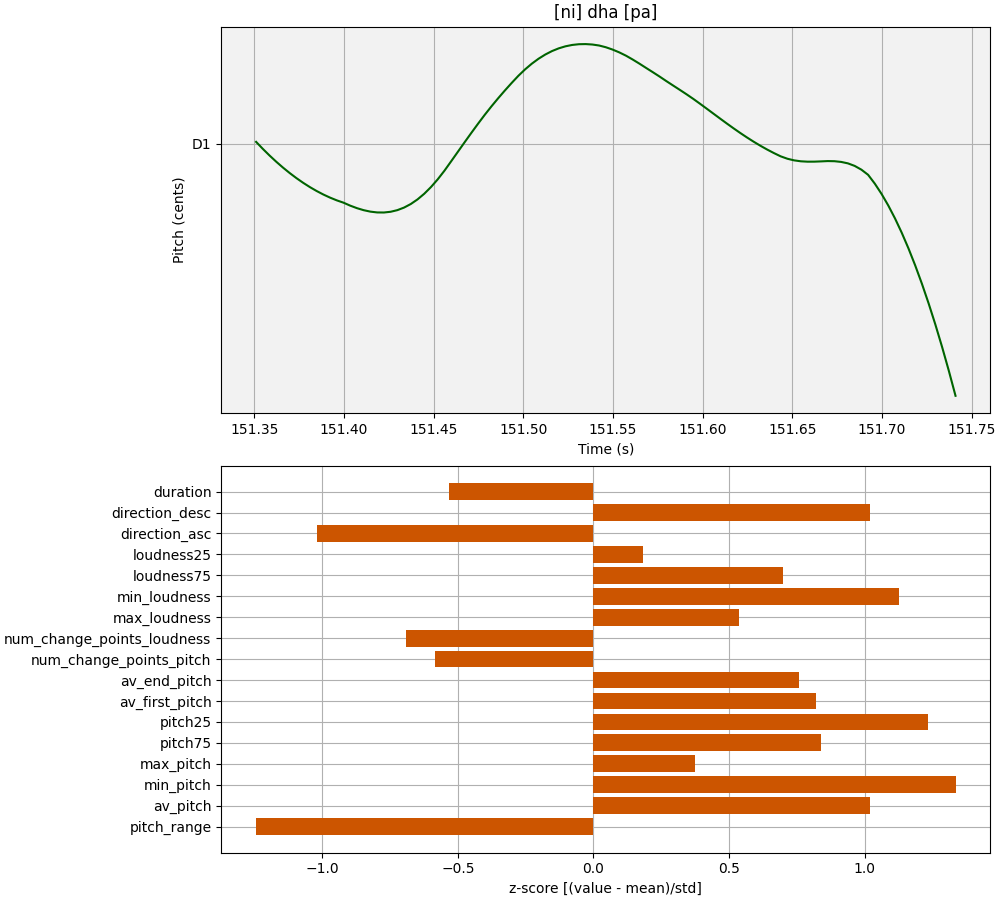 [ni] dha [pa]
D1
Pitch (cents)
151.35 151.40 151.45 151.50 151.55 151.60 151.65 151.70 151.75
Time (s)
duration
direction_desc
direction_asc
loudness25
loudness75
min_loudness
max_loudness
num_change_points_loudness
num_change_points_pitch
av_end_pitch
av_first_pitch
pitch25
pitch75
max_pitch
min_pitch
av_pitch
pitch_range
−1.0 −0.5 0.0 0.5 1.0
z-score [(value - mean)/std]